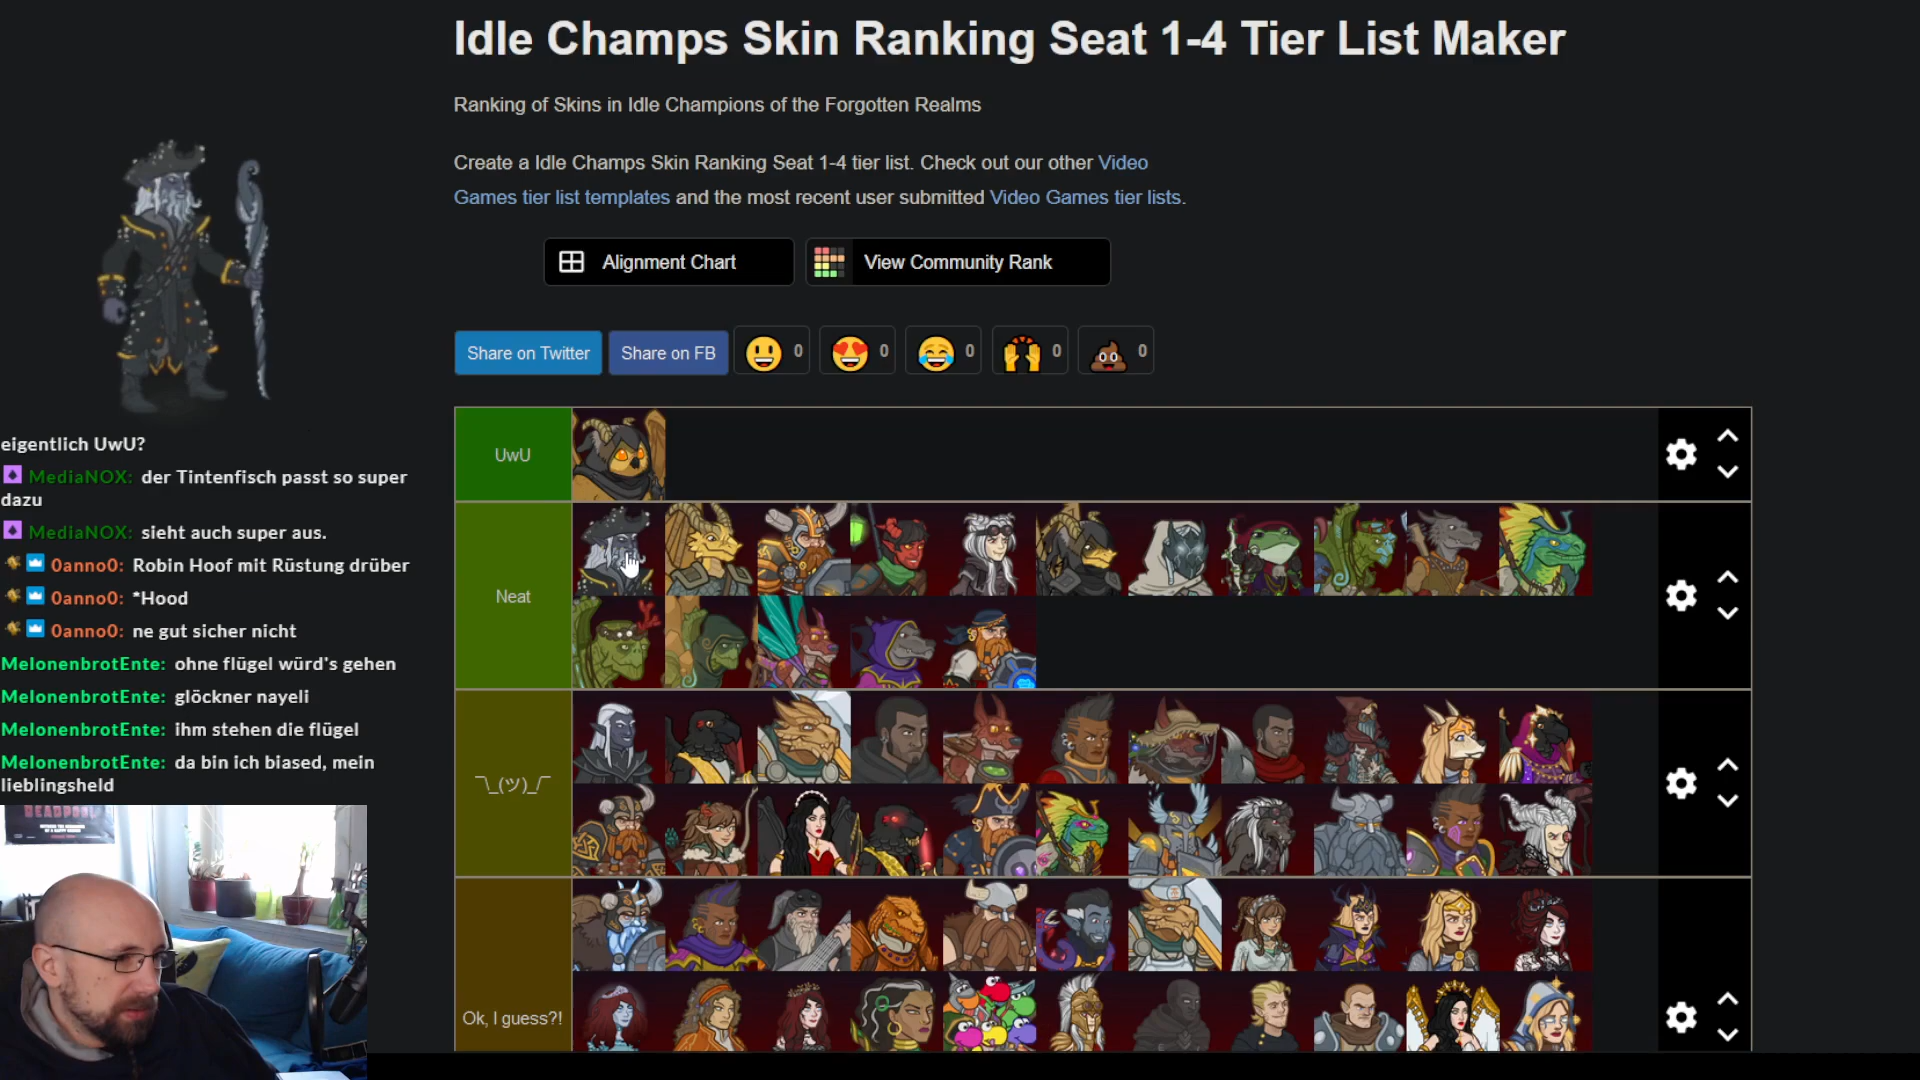 Idle Champs Skin Ranking Seat 1-4 Tier List Maker
Ranking of Skins in Idle Champions of the Forgotten Realms
Create a Idle Champs Skin Ranking Seat 1-4 tier list. Check out our other Video
Games tier list templates and the most recent user submitted Video Games tier lists.
Alignment Chart
View Community Rank
Share on Twitter
Share on FB
0
0
0
0
0
eigentlich UwU?
MediaNOX: der Tintenfisch passt so super
dazu
MediaNOX: sieht auch super aus.
0anno0: Robin Hoof mit Rüstung drüber
0anno0: *Hood
0anno0: ne gut sicher nicht
MelonenbrotEnte: ohne flügel würd's gehen
MelonenbrotEnte: glöckner nayeli
MelonenbrotEnte: ihm stehen die flügel
MelonenbrotEnte: da bin ich biased, mein
lieblingsheld
DEADPOOL
UwU
Neat
¯\_(ツ)_/¯
Ok, I guess?!